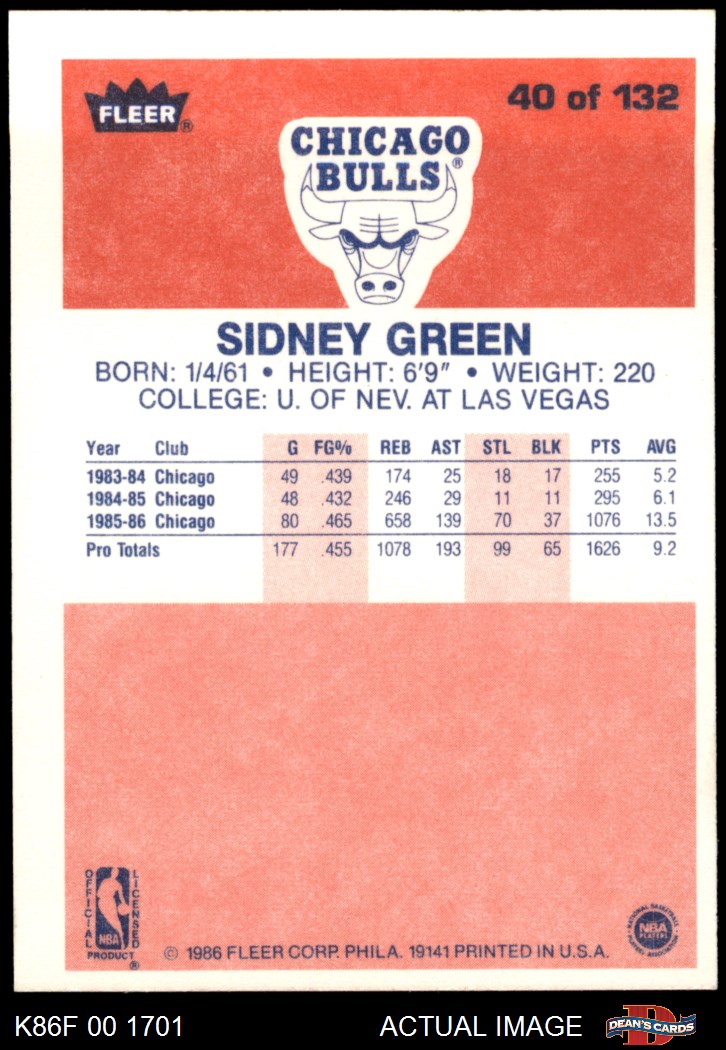 FLEER®
40 of 132
CHICAGO
BULLS®
SIDNEY GREEN
BORN: 1/4/61 • HEIGHT: 6'9" • WEIGHT: 220
COLLEGE: U. OF NEV. AT LAS VEGAS
Year Club G FG% REB AST STL BLK PTS AVG
1983-84 Chicago 49 .439 174 25 18 17 255 5.2
1984-85 Chicago 48 .432 246 29 11 11 295 6.1
1985-86 Chicago 80 .465 658 139 70 37 1076 13.5
Pro Totals 177 .455 1078 193 99 65 1626 9.2
OFFICIAL
LICENSED
NBA
PRODUCT ®
© 1986 FLEER CORP. PHILA. 19141 PRINTED IN U.S.A.
NATIONAL BASKETBALL
NBA
PLAYERS
ASSOCIATION
K86F 00 1701
ACTUAL IMAGE
D
DEAN'S CARDS